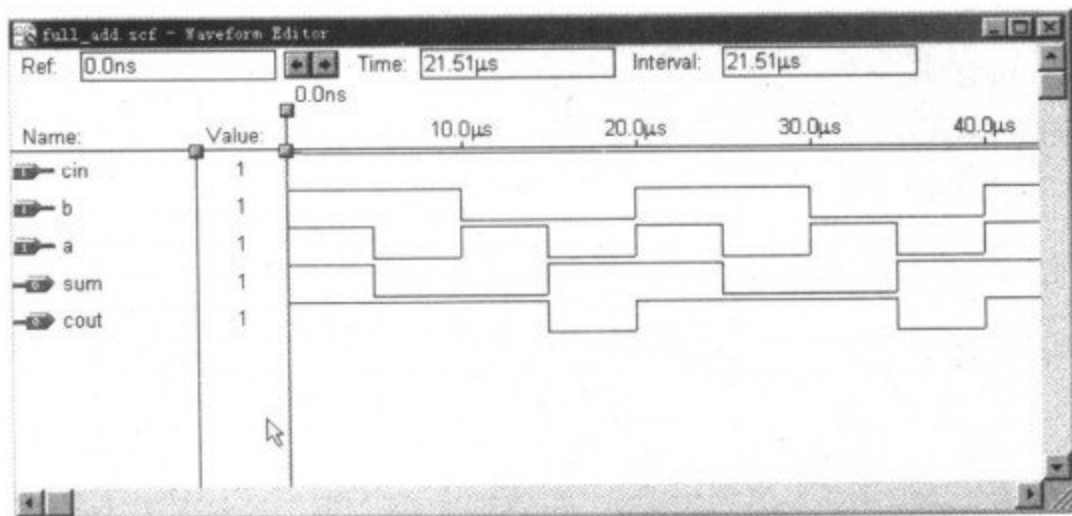 full_add.scf - Waveform Editor
Ref: 0.0ns Time: 21.51μs Interval: 21.51μs
0.0ns
Name: Value: 10.0μs 20.0μs 30.0μs 40.0μs
cin 1
b 1
a 1
sum 1
cout 1